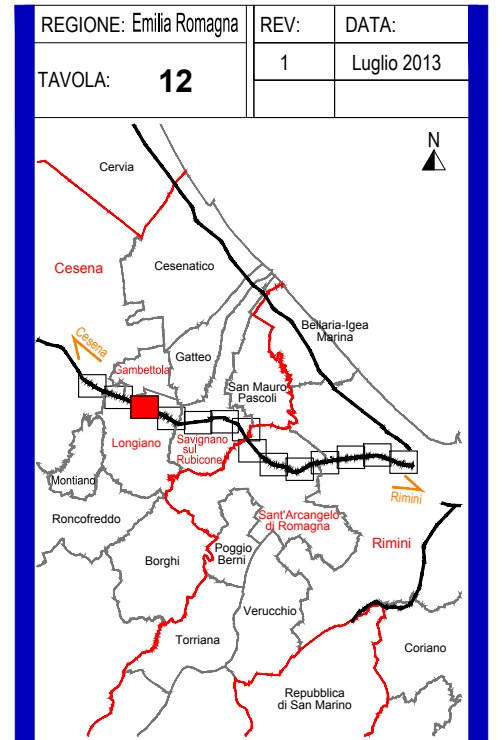 REGIONE: Emilia Romagna
REV:
DATA:
TAVOLA: 12
1
Luglio 2013
N
Cervia
Cesena
Cesenatico
Bellaria-Igea
Marina
Cesena
Gatteo
Gambettola
San Mauro
Pascoli
Longiano
Savignano
sul
Rubicone
Montiano
Rimini
Roncofreddo
Sant'Arcangelo
di Romagna
Rimini
Borghi
Poggio
Berni
Verucchio
Torriana
Coriano
Repubblica
di San Marino